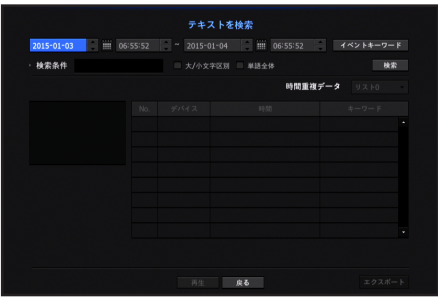 テキストを検索
2015-01-03 06:55:52 ~ 2015-01-04 06:55:52 イベントキーワード
・検索条件 大/小文字区別 単語全体 検索
時間重複データ リスト0
No. デバイス 時間 キーワード
再生 戻る エクスポート